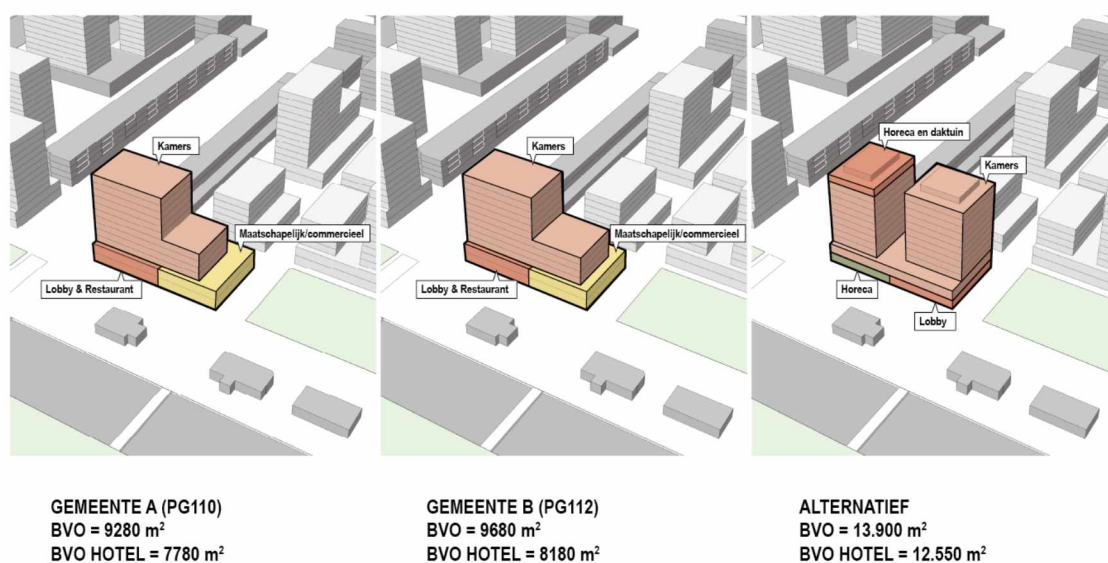 Kamers
Maatschapelijk/commercieel
Lobby & Restaurant
Kamers
Maatschapelijk/commercieel
Lobby & Restaurant
Horeca en daktuin
Kamers
Horeca
Lobby
GEMEENTE A (PG110)
BVO = 9280 m²
BVO HOTEL = 7780 m²
GEMEENTE B (PG112)
BVO = 9680 m²
BVO HOTEL = 8180 m²
ALTERNATIEF
BVO = 13.900 m²
BVO HOTEL = 12.550 m²